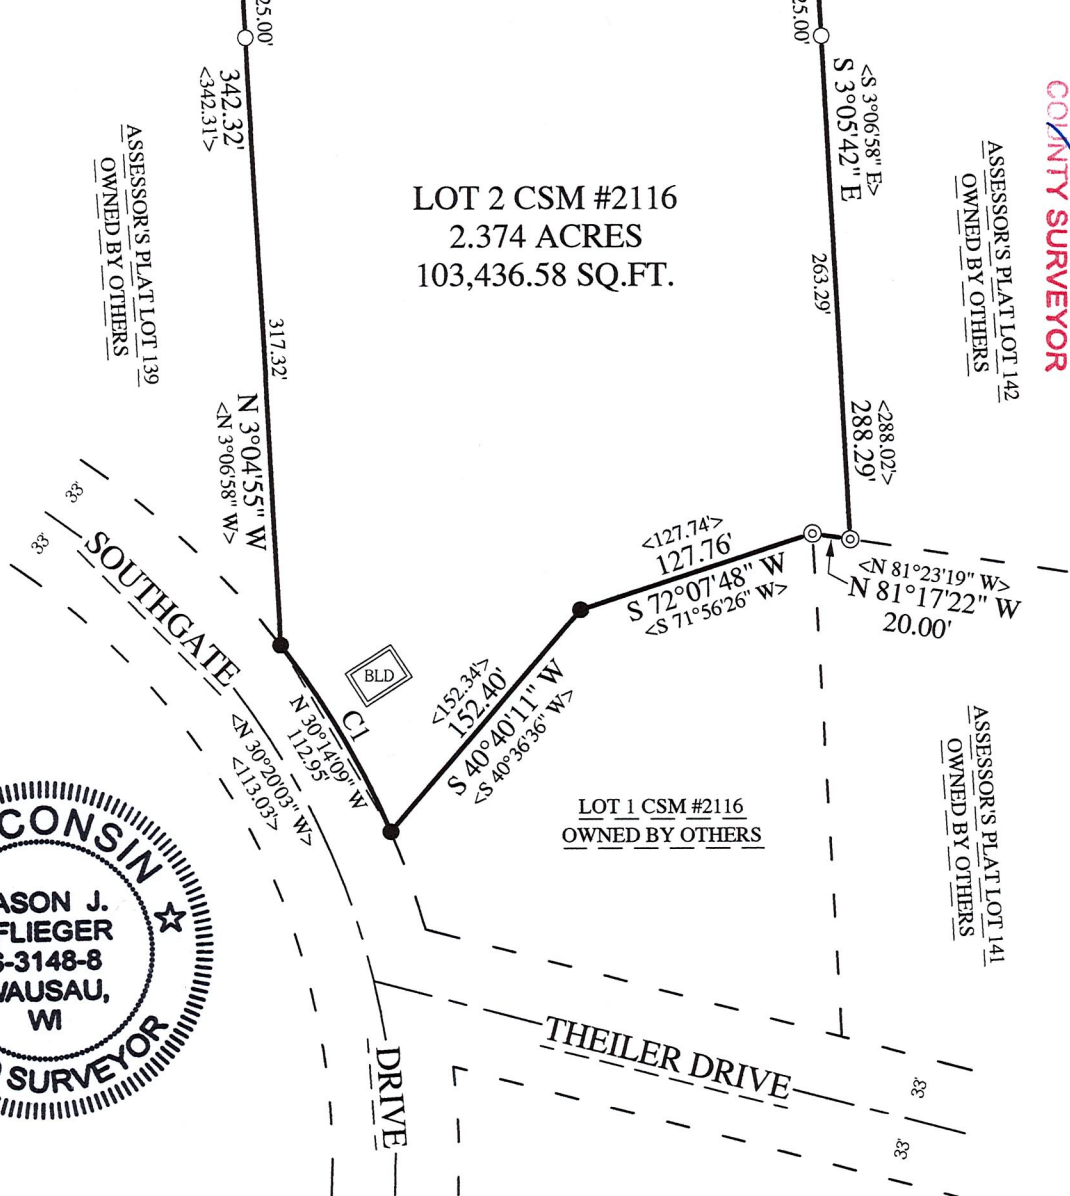 25.00'
25.00'
342.32'
<342.31'>
<S 3°06'58" E>
S 3°05'42" E
COUNTY SURVEYOR
ASSESSOR'S PLAT LOT 139
OWNED BY OTHERS
LOT 2 CSM #2116
2.374 ACRES
103,436.58 SQ.FT.
263.29'
ASSESSOR'S PLAT LOT 142
OWNED BY OTHERS
317.32'
N 3°04'55" W
<N 3°06'58" W>
<288.02'>
288.29'
33'
33'
SOUTHGATE
<127.74'>
127.76'
S 72°07'48" W
<S 71°56'26" W>
<N 81°23'19" W>
N 81°17'22" W
20.00'
BLD
C1
N 30°14'09" W
112.95'
<N 30°20'03" W>
<113.03'>
<152.34'>
152.40'
S 40°40'11" W
<S 40°36'36" W>
LOT 1 CSM #2116
OWNED BY OTHERS
ASSESSOR'S PLAT LOT 141
OWNED BY OTHERS
CONSIN
ASON J.
FLIEGER
S-3148-8
WAUSAU,
WI
SURVEYOR
DRIVE
THEILER DRIVE
33'
33'